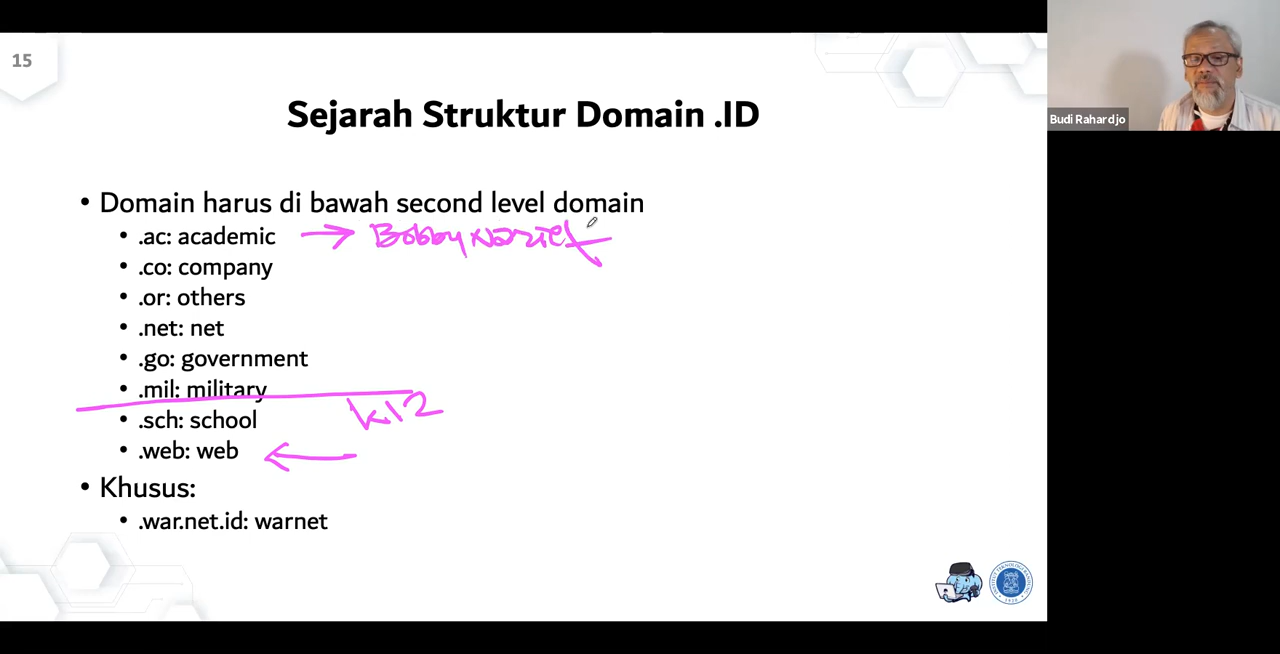 15
Sejarah Struktur Domain .ID
• Domain harus di bawah second level domain
• .ac: academic → Bobby Nazief
• .co: company
• .or: others
• .net: net
• .go: government
• .mil: military
k12
• .sch: school
• .web: web ←
• Khusus:
• .war.net.id: warnet
Budi Rahardjo